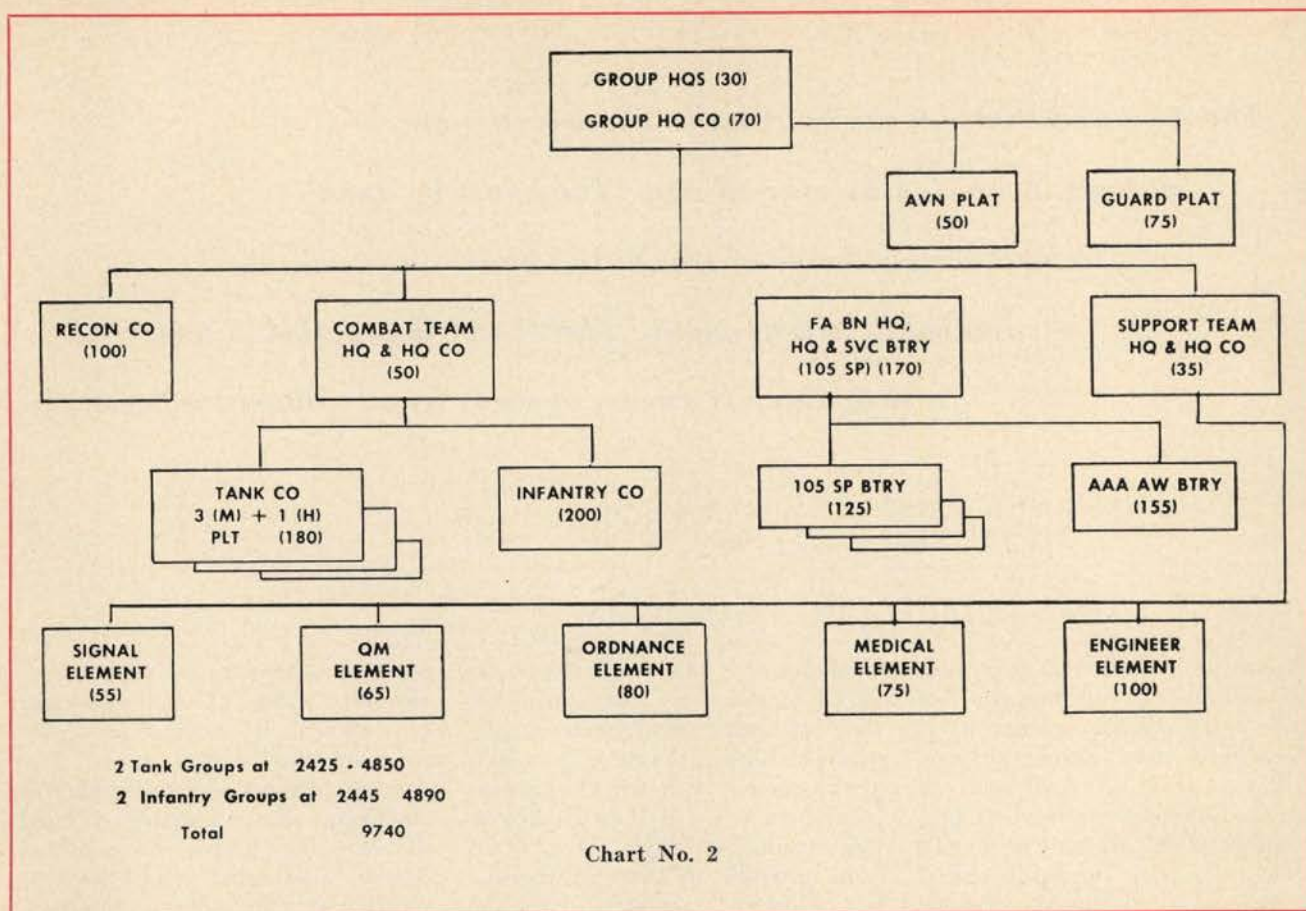 GROUP HQS (30)
GROUP HQ CO (70)
AVN PLAT
(50)
GUARD PLAT
(75)
RECON CO
(100)
COMBAT TEAM
HQ & HQ CO
(50)
FA BN HQ,
HQ & SVC BTRY
(105 SP) (170)
SUPPORT TEAM
HQ & HQ CO
(35)
TANK CO
3 (M) + 1 (H)
PLT (180)
INFANTRY CO
(200)
105 SP BTRY
(125)
AAA AW BTRY
(155)
SIGNAL
ELEMENT
(55)
QM
ELEMENT
(65)
ORDNANCE
ELEMENT
(80)
MEDICAL
ELEMENT
(75)
ENGINEER
ELEMENT
(100)
2 Tank Groups at 2425 · 4850
2 Infantry Groups at 2445 4890
Total 9740
Chart No. 2